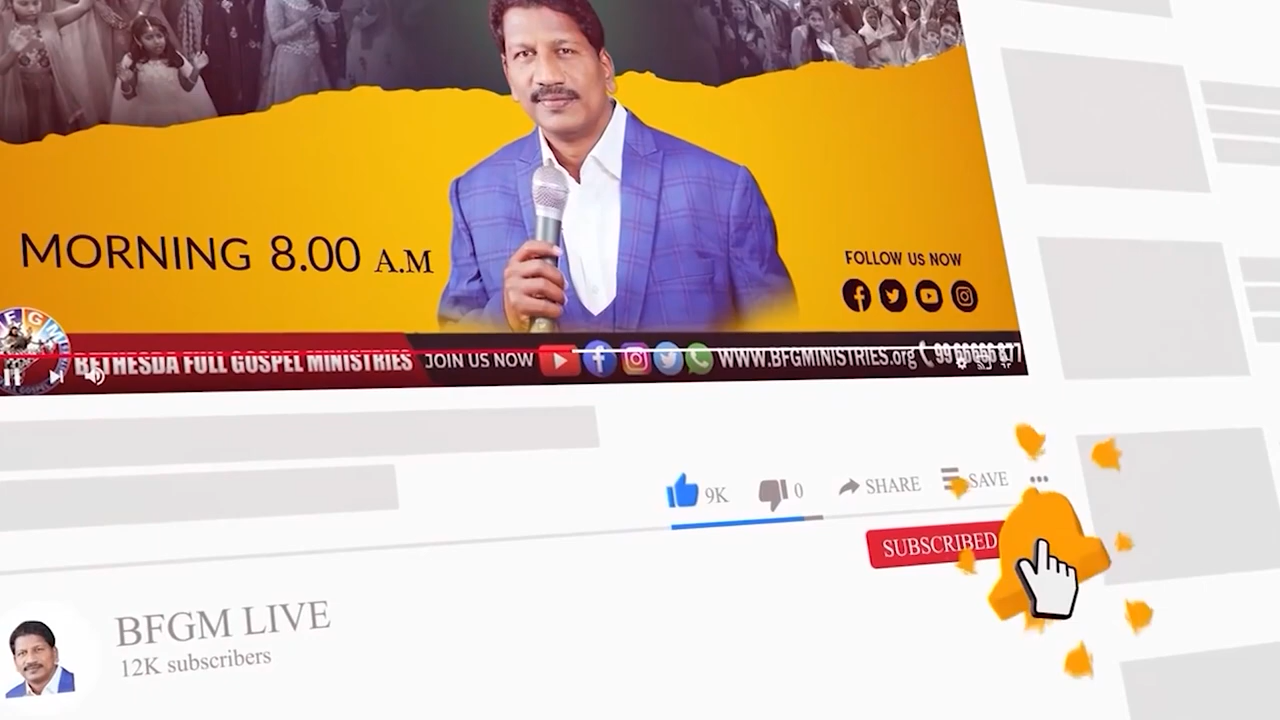 MORNING 8.00 A.M
FOLLOW US NOW
BETHESDA FULL GOSPEL MINISTRIES
JOIN US NOW
WWW.BFGMINISTRIES.org
9K
0
SHARE
SAVE
SUBSCRIBED
BFGM LIVE
12K subscribers